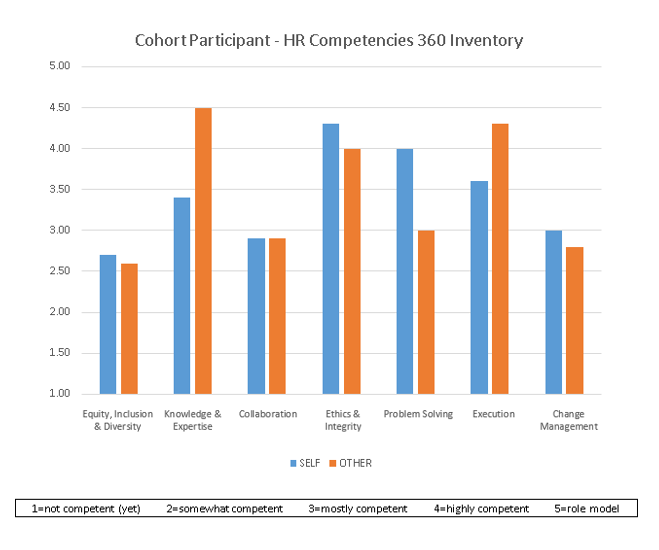 Cohort Participant - HR Competencies 360 Inventory
5.00
4.50
4.00
3.50
3.00
2.50
2.00
1.50
1.00
Equity, Inclusion & Diversity
Knowledge & Expertise
Collaboration
Ethics & Integrity
Problem Solving
Execution
Change Management
SELF OTHER
1=not competent (yet) 2=somewhat competent 3=mostly competent 4=highly competent 5=role model